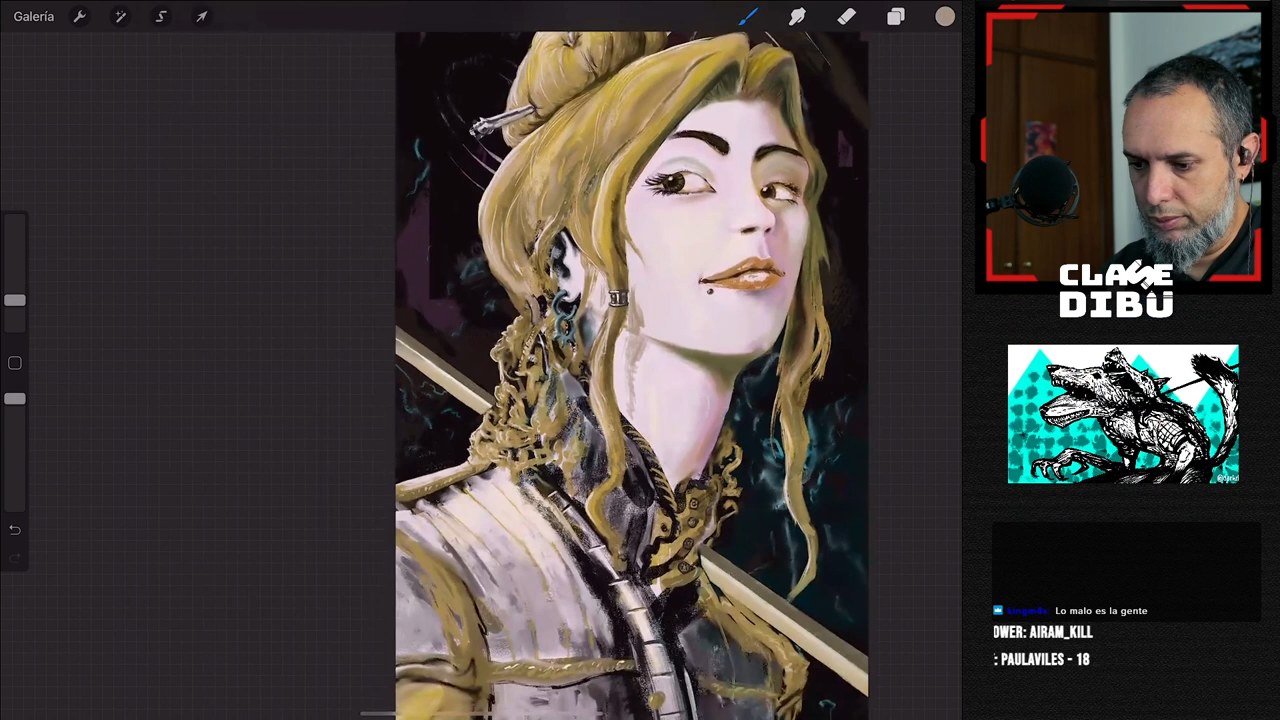 Galería
CLASE
DIBU
Lo malo es la gente
OWER: AIRAM_KILL
: PAULAVILES - 18